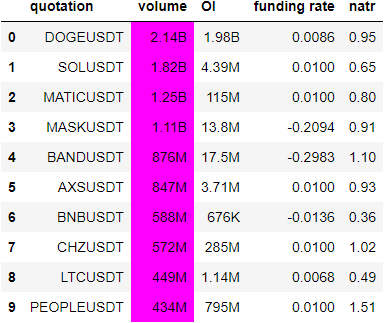 quotation volume OI funding rate natr
0 DOGEUSDT 2.14B 1.98B 0.0086 0.95
1 SOLUSDT 1.82B 4.39M 0.0100 0.65
2 MATICUSDT 1.25B 115M 0.0100 0.80
3 MASKUSDT 1.11B 13.8M -0.2094 0.91
4 BANDUSDT 876M 17.5M -0.2983 1.10
5 AXSUSDT 847M 3.71M 0.0100 0.93
6 BNBUSDT 588M 676K -0.0136 0.36
7 CHZUSDT 572M 285M 0.0100 1.02
8 LTCUSDT 449M 1.14M 0.0068 0.49
9 PEOPLEUSDT 434M 795M 0.0100 1.51